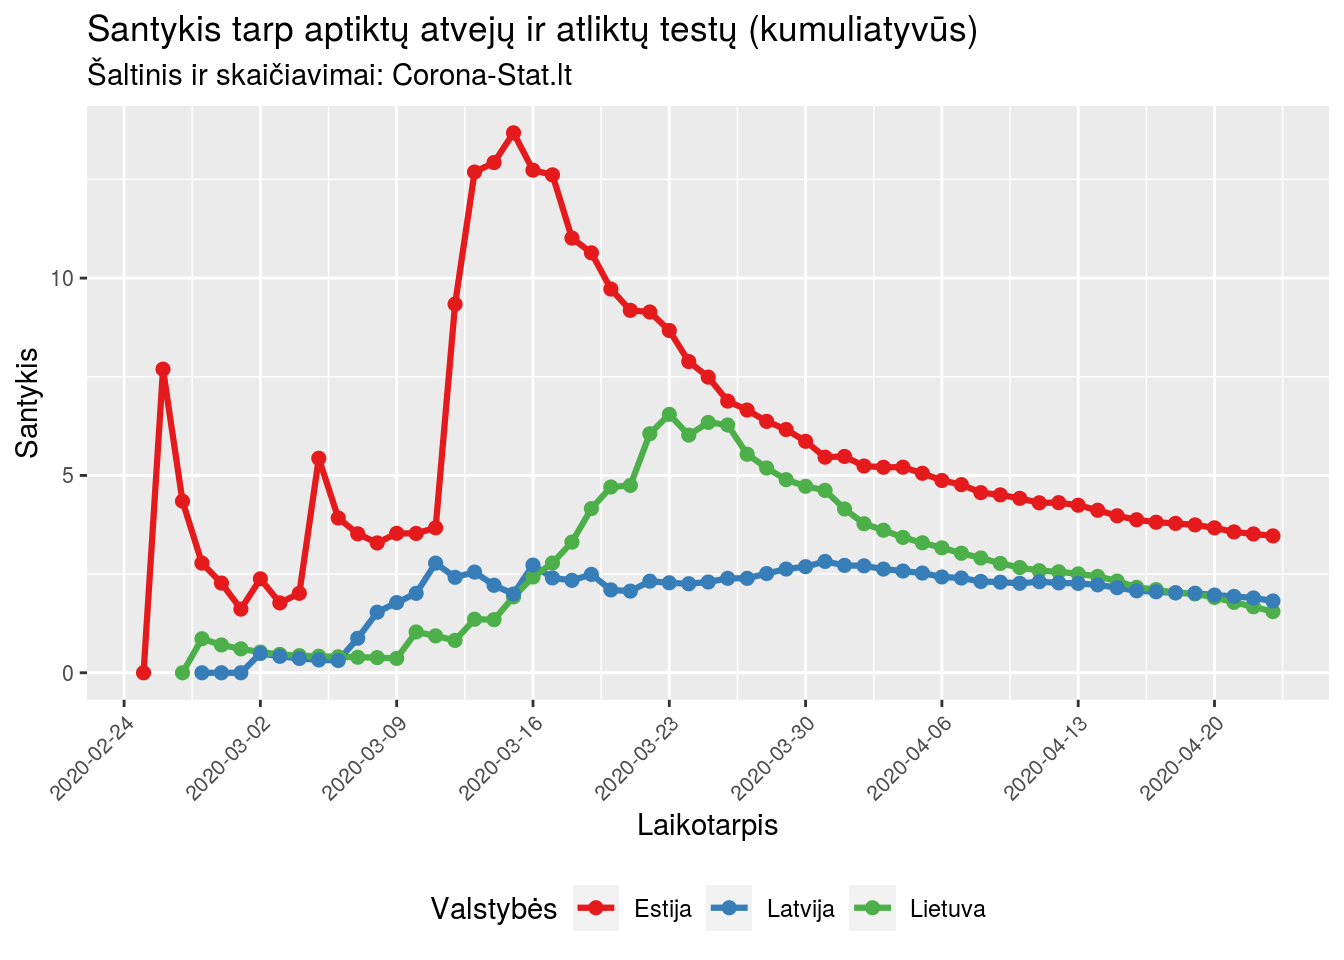 Santykis tarp aptiktų atvejų ir atliktų testų (kumuliatyvūs)
Šaltinis ir skaičiavimai: Corona-Stat.lt
Santykis
10
5
0
2020-02-24
2020-03-02
2020-03-09
2020-03-16
2020-03-23
2020-03-30
2020-04-06
2020-04-13
2020-04-20
Laikotarpis
Valstybės Estija Latvija Lietuva